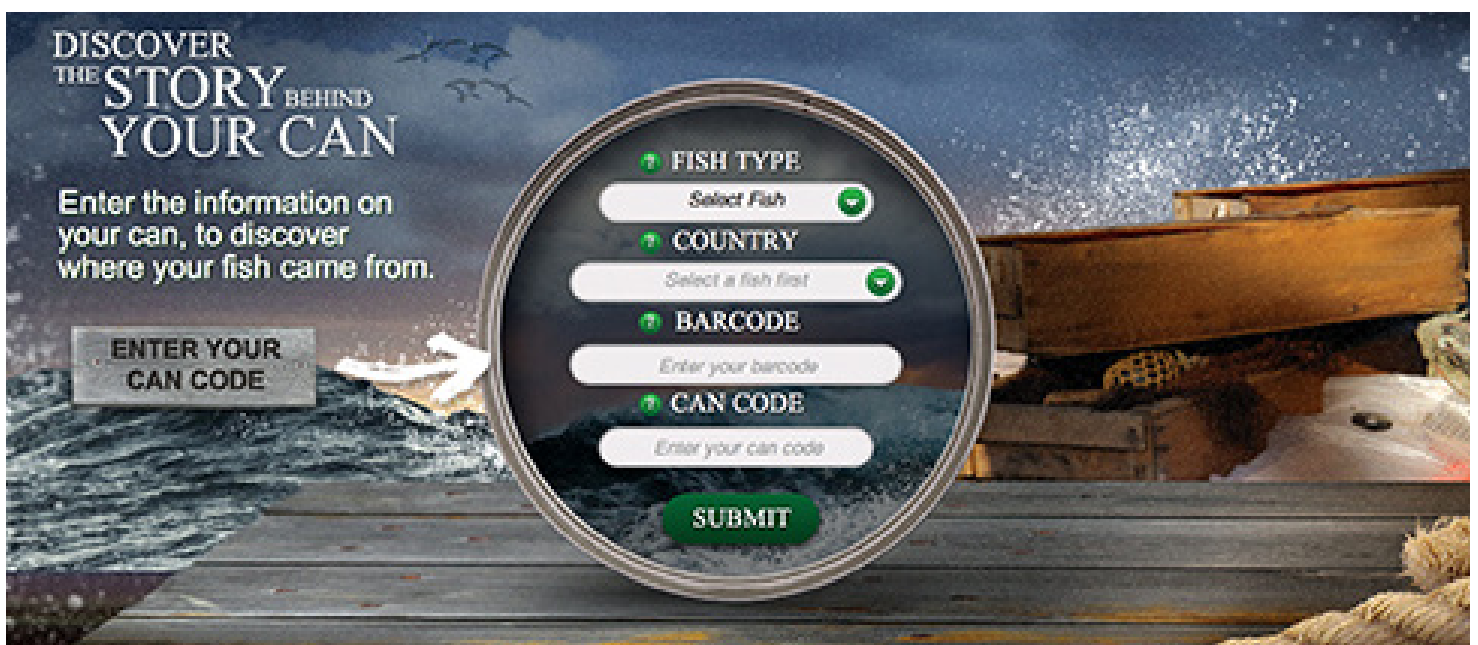 DISCOVER
THE STORY BEHIND
YOUR CAN
Enter the information on
your can, to discover
where your fish came from.
ENTER YOUR
CAN CODE
? FISH TYPE
Select Fish
? COUNTRY
Select a fish first
? BARCODE
Enter your barcode
? CAN CODE
Enter your can code
SUBMIT